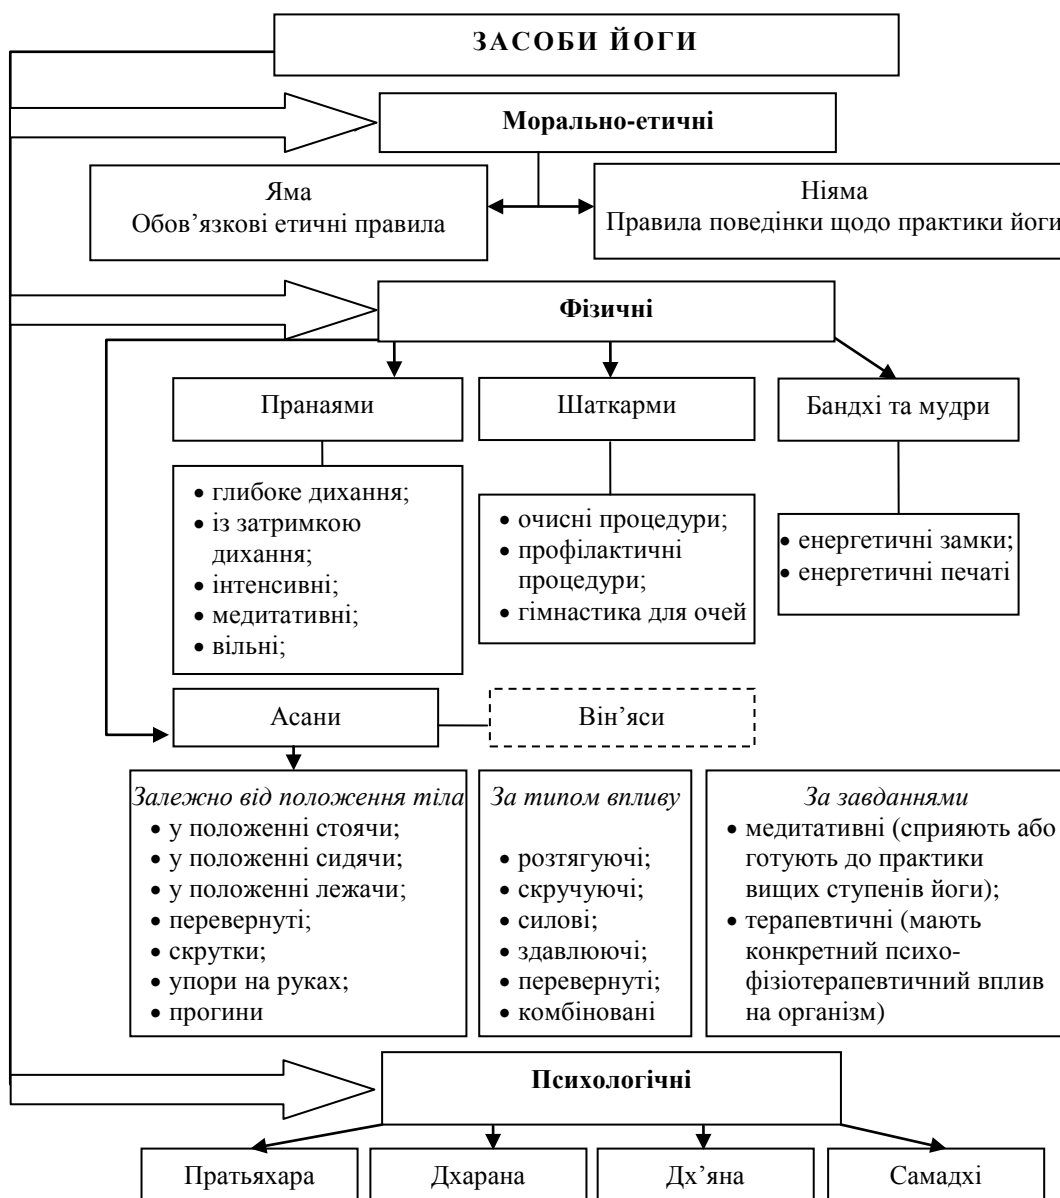 ЗАСОБИ ЙОГИ
Морально-етичні
Яма
Обов’язкові етичні правила
Ніяма
Правила поведінки щодо практики йоги
Фізичні
Пранаями
Шаткарми
Бандхі та мудри
• глибоке дихання;
• із затримкою
дихання;
• інтенсивні;
• медитативні;
• вільні;
• очисні процедури;
• профілактичні
процедури;
• гімнастика для очей
• енергетичні замки;
• енергетичні печаті
Асани
Він’яси
Залежно від положення тіла
• у положенні стоячи;
• у положенні сидячи;
• у положенні лежачи;
• перевернуті;
• скрутки;
• упори на руках;
• прогини
За типом впливу
• розтягуючі;
• скручуючі;
• силові;
• здавлюючі;
• перевернуті;
• комбіновані
За завданнями
• медитативні (сприяють або
готують до практики
вищих ступенів йоги);
• терапевтичні (мають
конкретний психо-
фізіотерапевтичний вплив
на організм)
Психологічні
Пратьяхара
Дхарана
Дх’яна
Самадхі